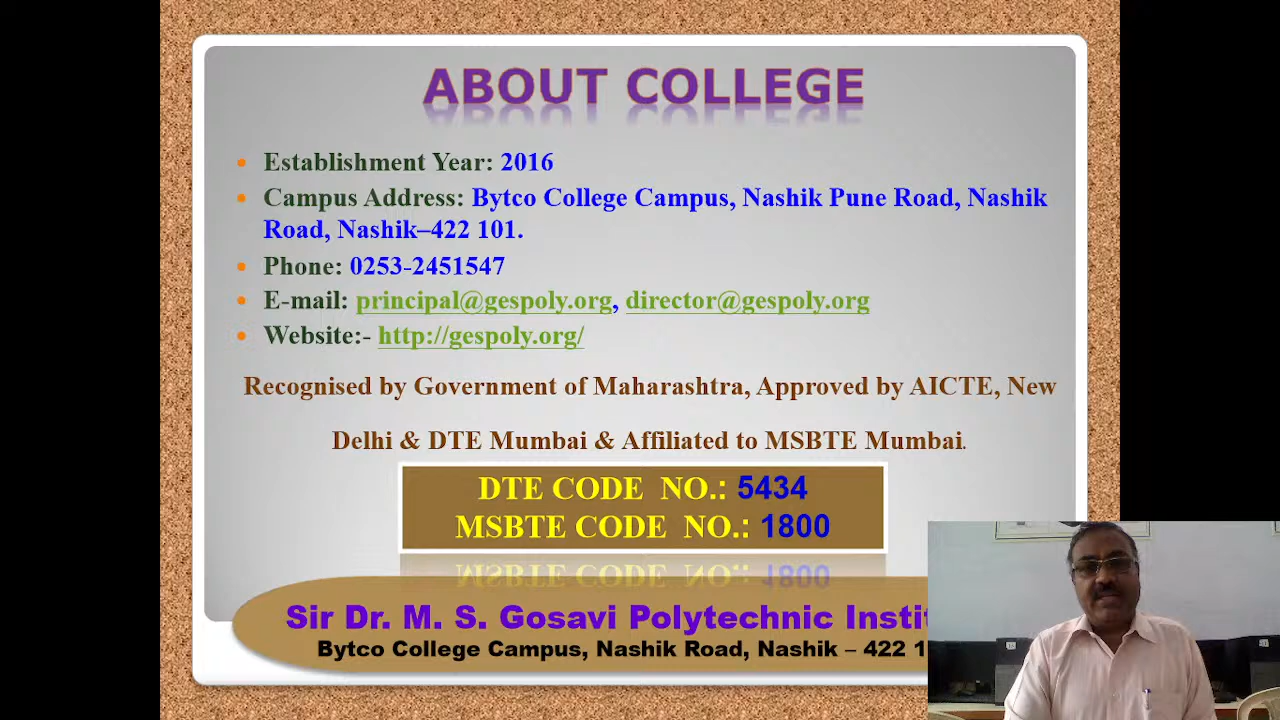 ABOUT COLLEGE
Establishment Year: 2016
Campus Address: Bytco College Campus, Nashik Pune Road, Nashik
Road, Nashik–422 101.
Phone: 0253-2451547
E-mail: principal@gespoly.org, director@gespoly.org
Website:- http://gespoly.org/
Recognised by Government of Maharashtra, Approved by AICTE, New
Delhi & DTE Mumbai & Affiliated to MSBTE Mumbai.
DTE CODE NO.: 5434
MSBTE CODE NO.: 1800
Sir Dr. M. S. Gosavi Polytechnic
Bytco College Campus, Nashik Road, Nashik – 422